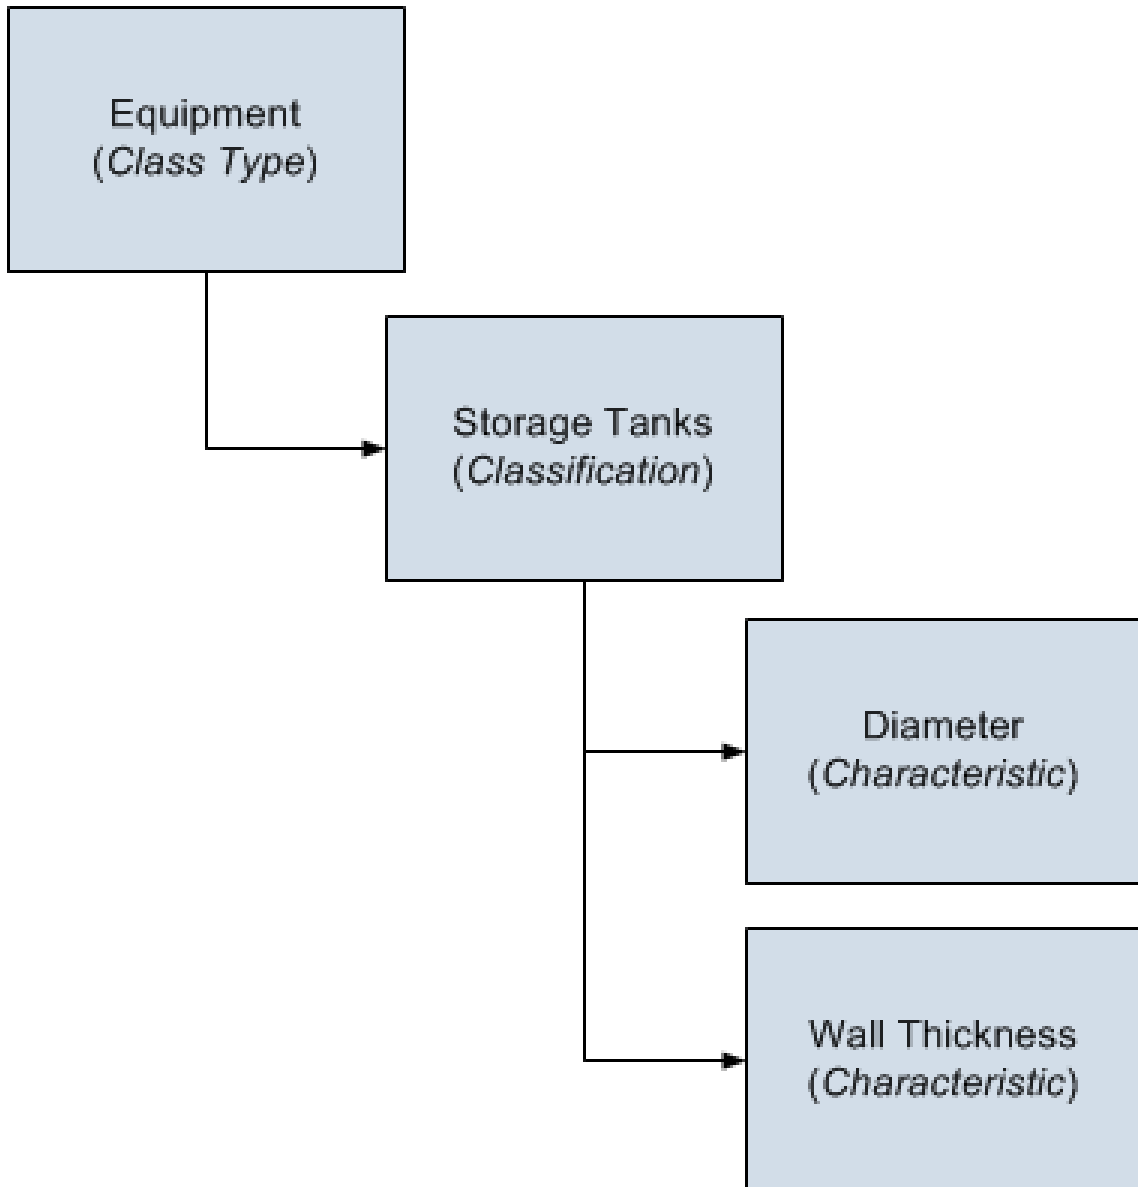 Equipment
(Class Type)
Storage Tanks
(Classification)
Diameter
(Characteristic)
Wall Thickness
(Characteristic)